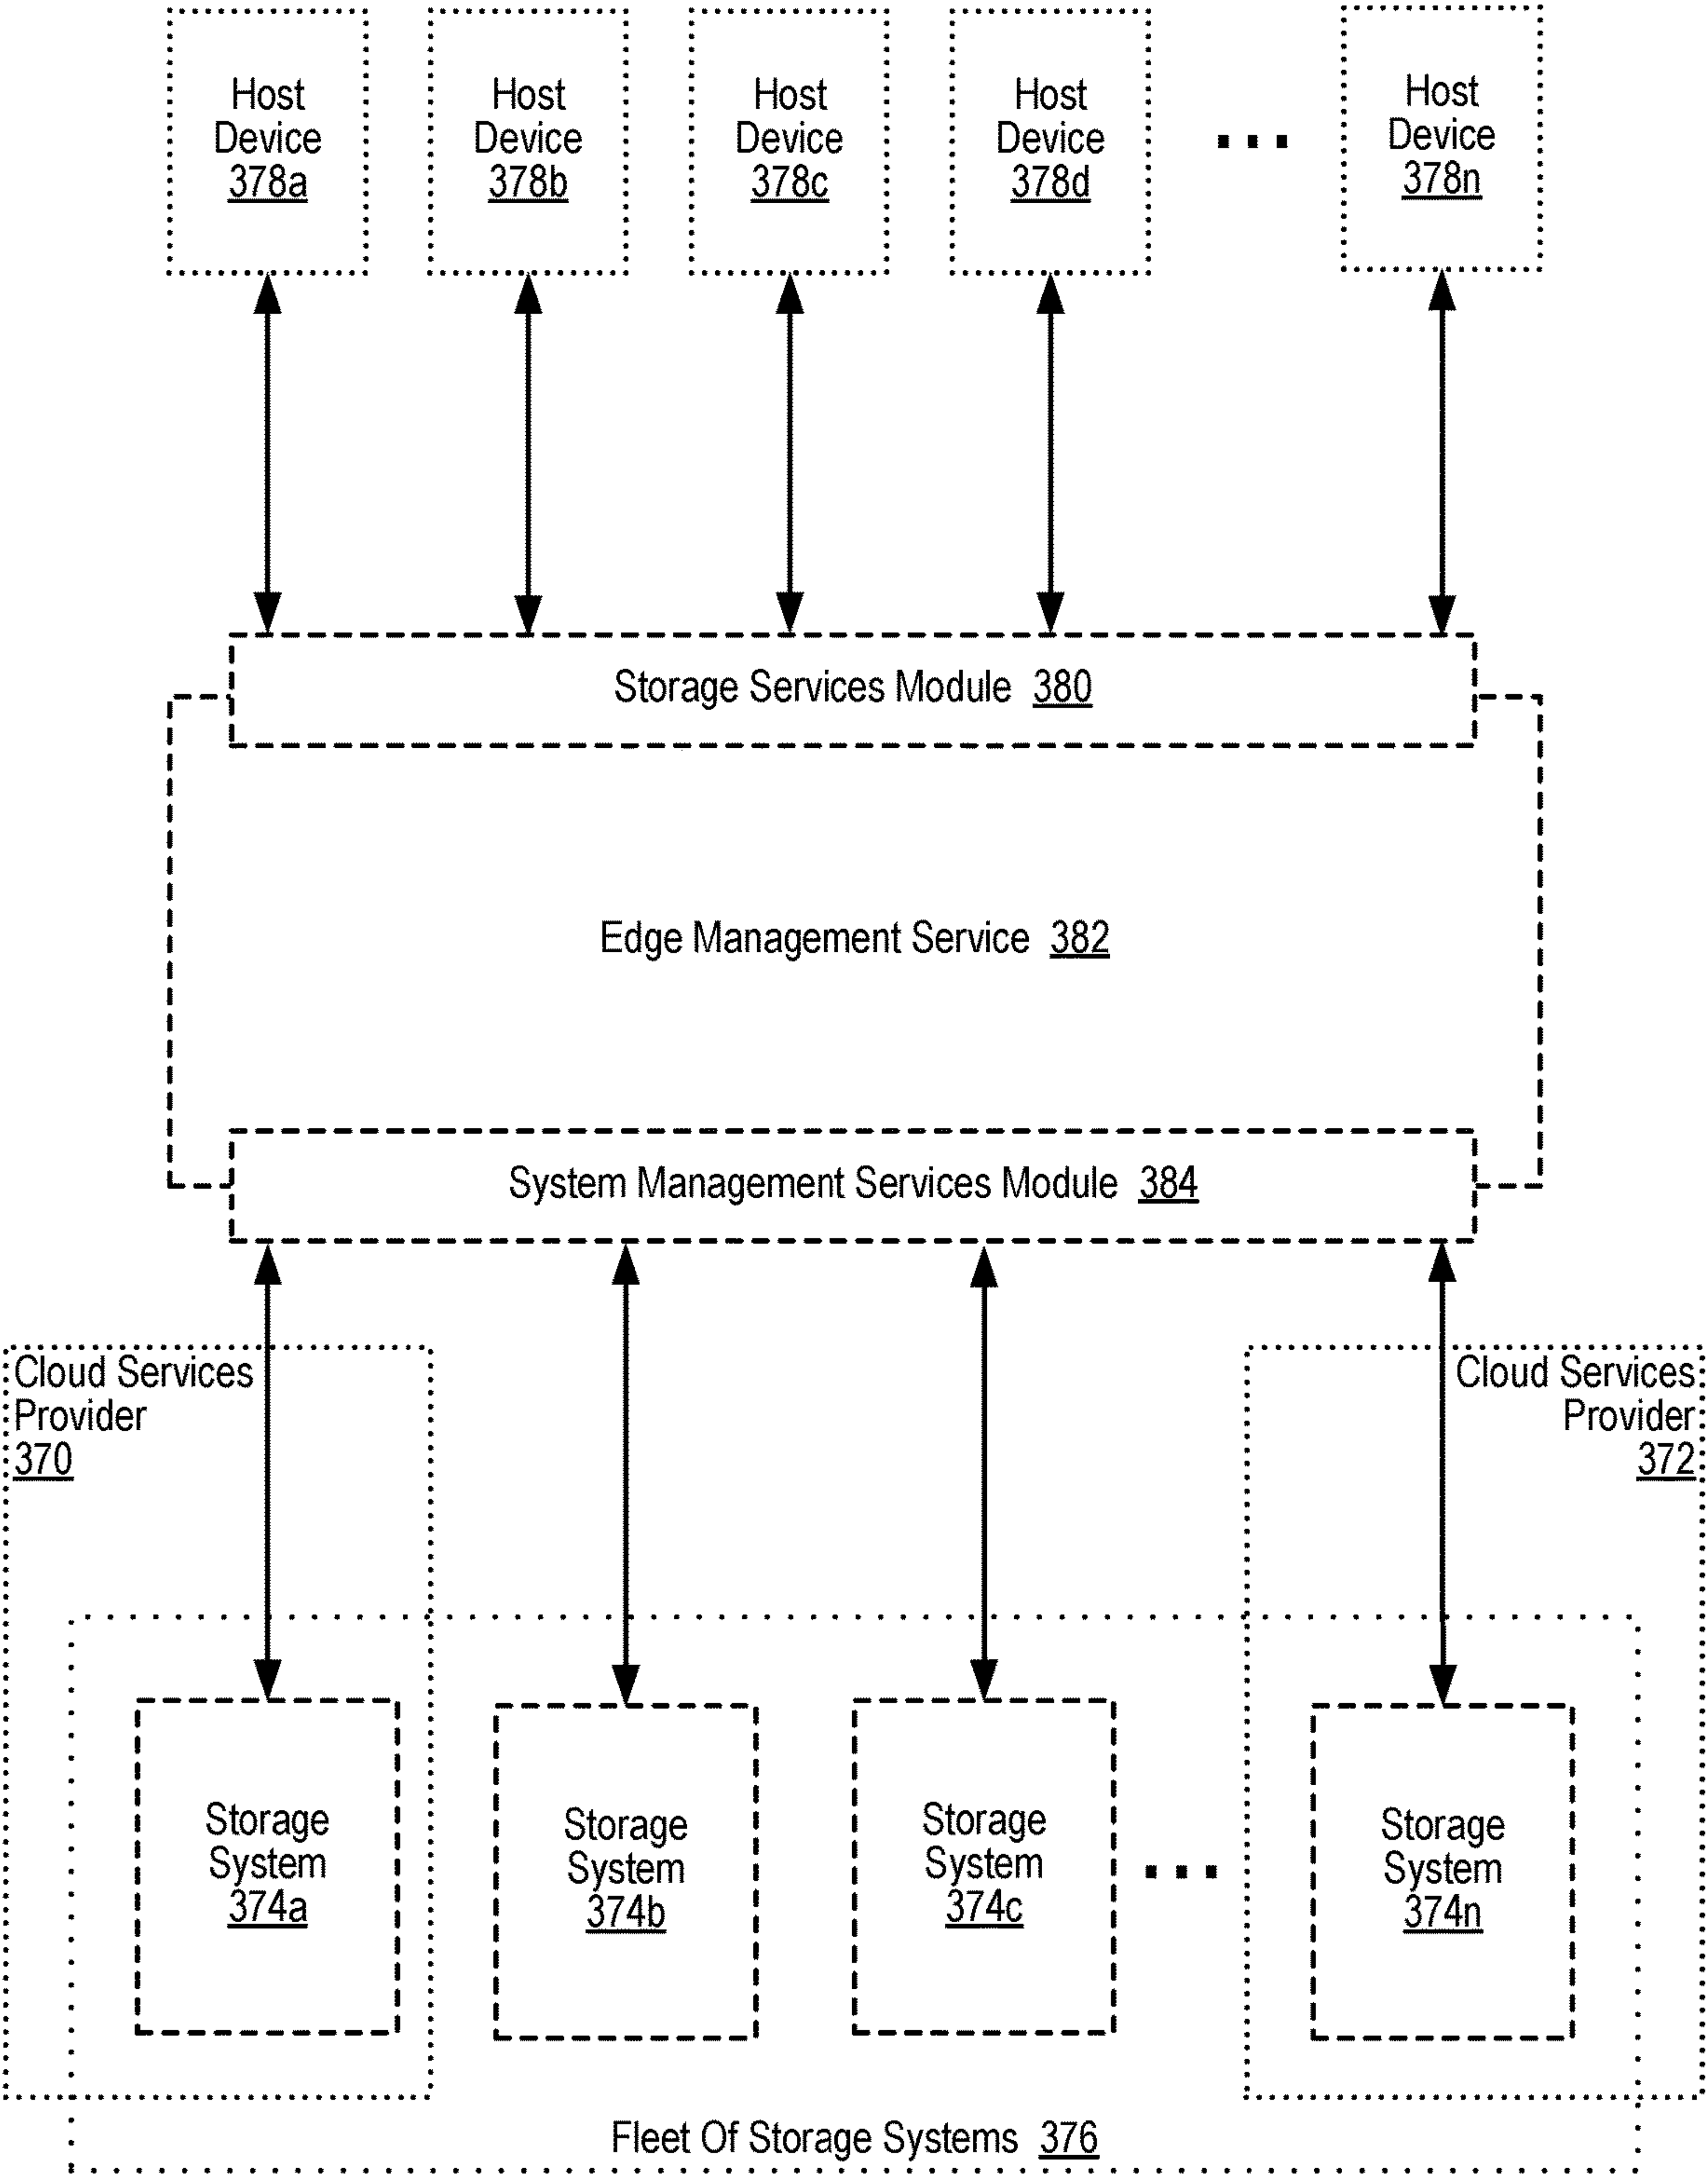 Host
Device
378a
Host
Device
378b
Host
Device
378c
Host
Device
378d
...
Host
Device
378n
Storage Services Module 380
Edge Management Service 382
System Management Services Module 384
Cloud Services
Provider
370
Cloud Services
Provider
372
Storage
System
374a
Storage
System
374b
Storage
System
374c
...
Storage
System
374n
Fleet Of Storage Systems 376